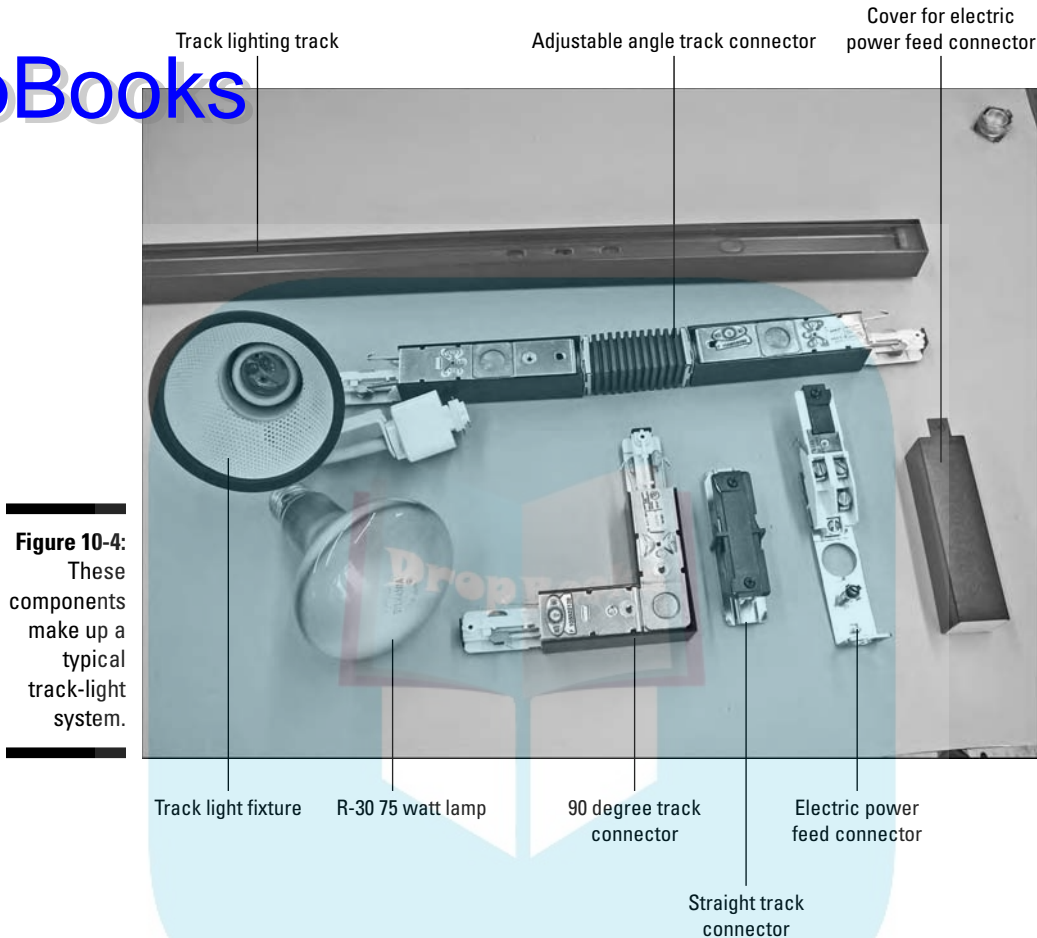 Cover for electric
Track lighting track
Adjustable angle track connector
power feed connector
oBooks
DropBooks
Figure 10-4:
These
components
make up a
typical
track-light
system.
Track light fixture
R-30 75 watt lamp
90 degree track
connector
Electric power
feed connector
Straight track
connector